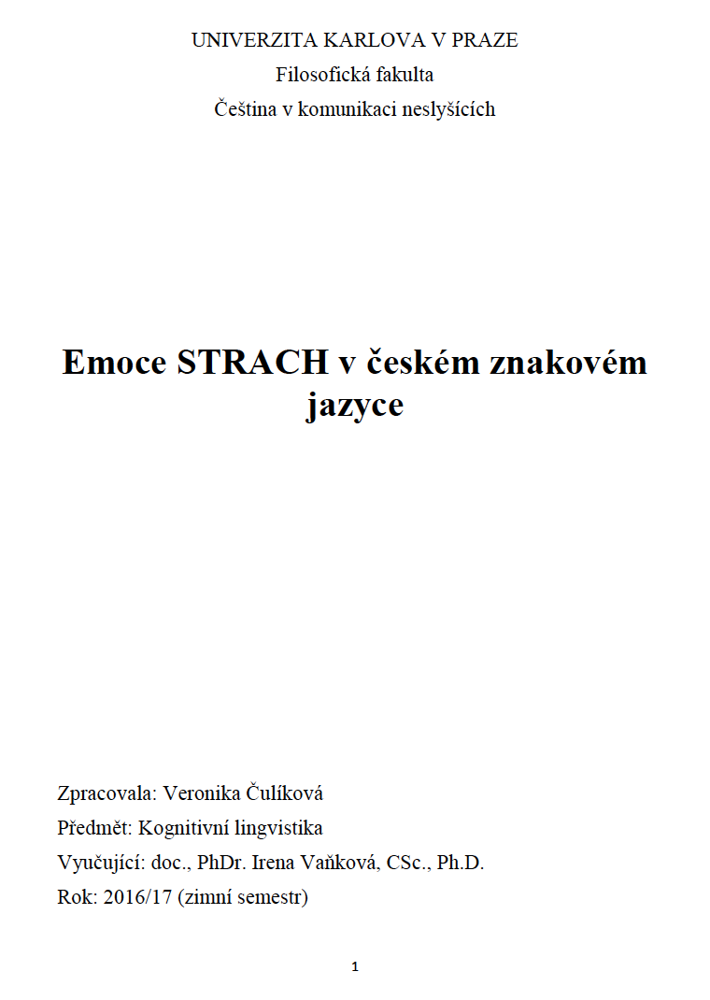 UNIVERZITA KARLOVA V PRAZE
Filosofická fakulta
Čeština v komunikaci neslyšících
Emoce STRACH v českém znakovém
jazyce
Zpracovala: Veronika Čulíková
Předmět: Kognitivní lingvistika
Vyučující: doc., PhDr. Irena Vaňková, CSc., Ph.D.
Rok: 2016/17 (zimní semestr)
1